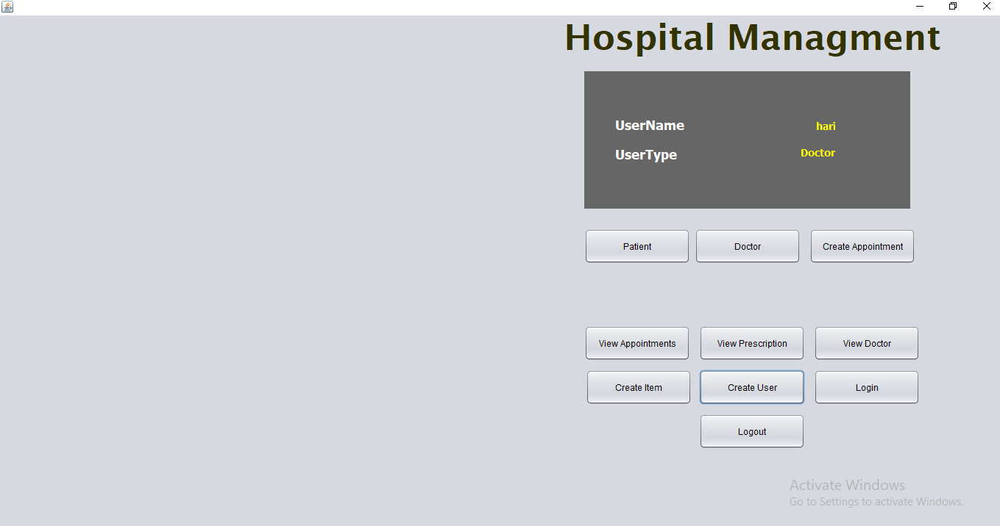 Hospital Managment
UserName hari
UserType Doctor
Patient Doctor Create Appointment
View Appointments View Prescription View Doctor
Create Item Create User Login
Logout
Activate Windows
Go to Settings to activate Windows.